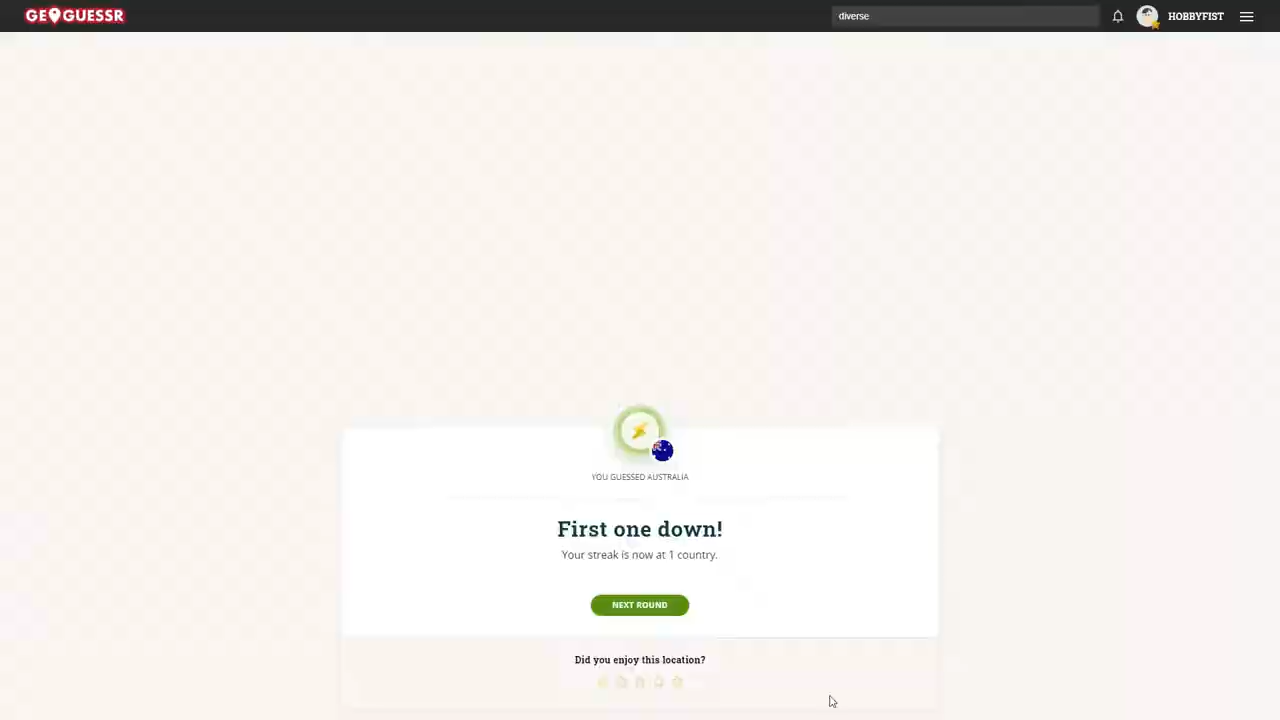 GEOGUESSR
diverse
HOBBYFIST
YOU GUESSED AUSTRALIA
First one down!
Your streak is now at 1 country.
NEXT ROUND
Did you enjoy this location?